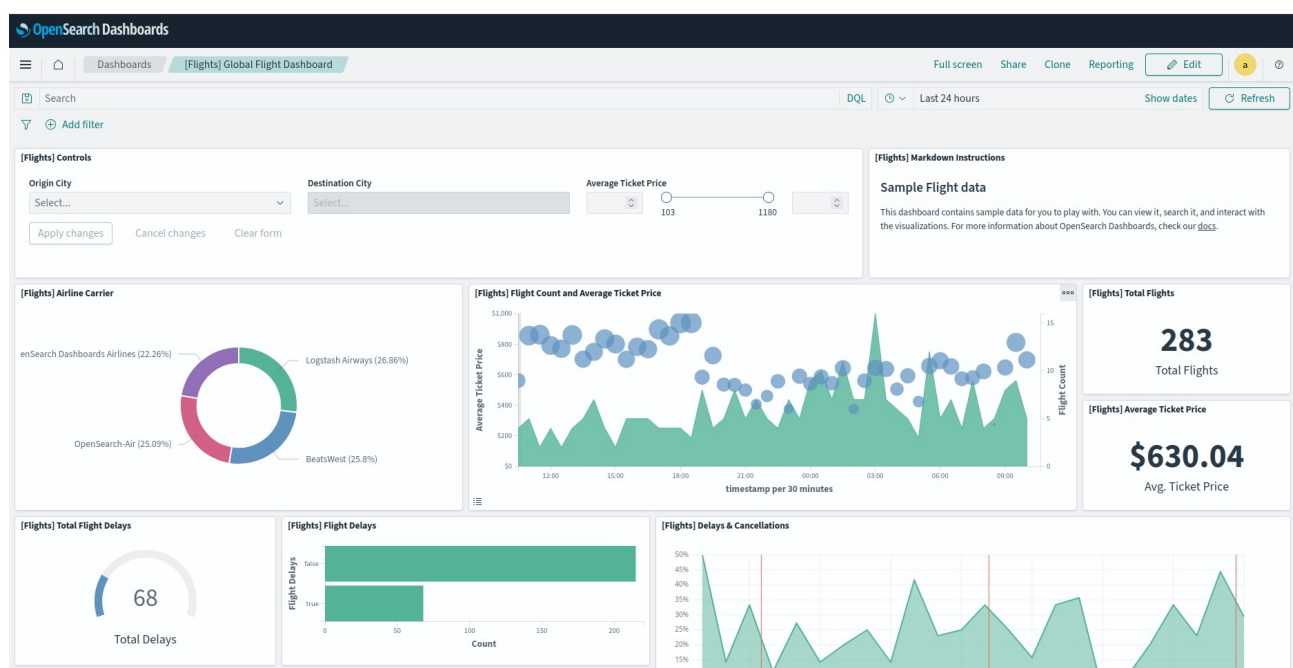 OpenSearch Dashboards
Dashboards [Flights] Global Flight Dashboard Full screen Share Clone Reporting Edit a
Search DQL Last 24 hours Show dates Refresh
Add filter
[Flights] Controls
Origin City Destination City Average Ticket Price
Select... Select...
103 1180
Apply changes Cancel changes Clear form
[Flights] Markdown Instructions
Sample Flight data
This dashboard contains sample data for you to play with. You can view it, search it, and interact with
the visualizations. For more information about OpenSearch Dashboards, check our docs.
[Flights] Airline Carrier
enSearch Dashboards Airlines (22.26%)
Logstash Airways (26.86%)
OpenSearch-Air (25.09%)
BeatsWest (25.8%)
[Flights] Flight Count and Average Ticket Price
Average Ticket Price
$1,000
$800
$600
$400
$200
$0
15
10
5
0
Flight Count
12:00 15:00 18:00 21:00 00:00 03:00 06:00 09:00
timestamp per 30 minutes
[Flights] Total Flights
283
Total Flights
[Flights] Average Ticket Price
$630.04
Avg. Ticket Price
[Flights] Total Flight Delays
68
Total Delays
[Flights] Flight Delays
Flight Delays
false
true
0 50 100 150 200
Count
[Flights] Delays & Cancellations
50%
45%
40%
35%
30%
25%
20%
15%